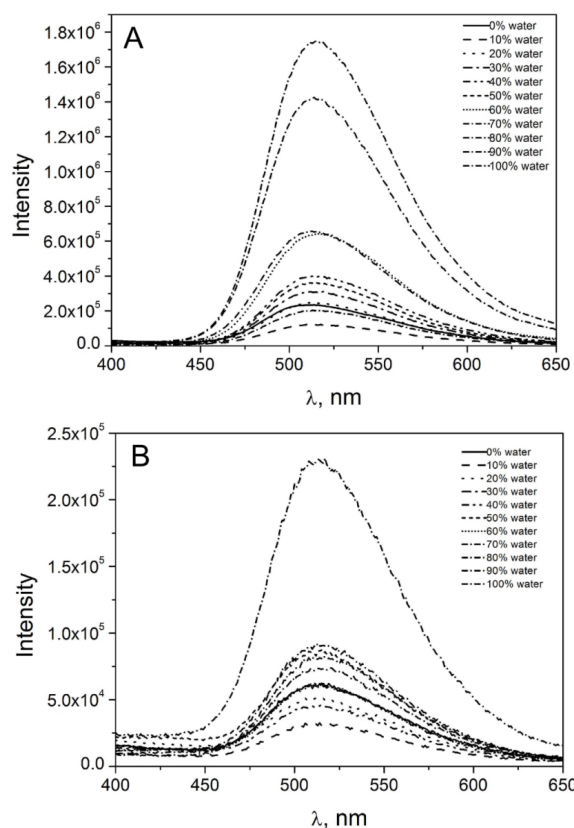 A
1.8x10⁶
1.6x10⁶
1.4x10⁶
1.2x10⁶
1.0x10⁶
8.0x10⁵
6.0x10⁵
4.0x10⁵
2.0x10⁵
0.0
Intensity
400 450 500 550 600 650
λ, nm
0% water
10% water
20% water
30% water
40% water
50% water
60% water
70% water
80% water
90% water
100% water
B
2.5x10⁵
2.0x10⁵
1.5x10⁵
1.0x10⁵
5.0x10⁴
0.0
Intensity
400 450 500 550 600 650
λ, nm
0% water
10% water
20% water
30% water
40% water
50% water
60% water
70% water
80% water
90% water
100% water